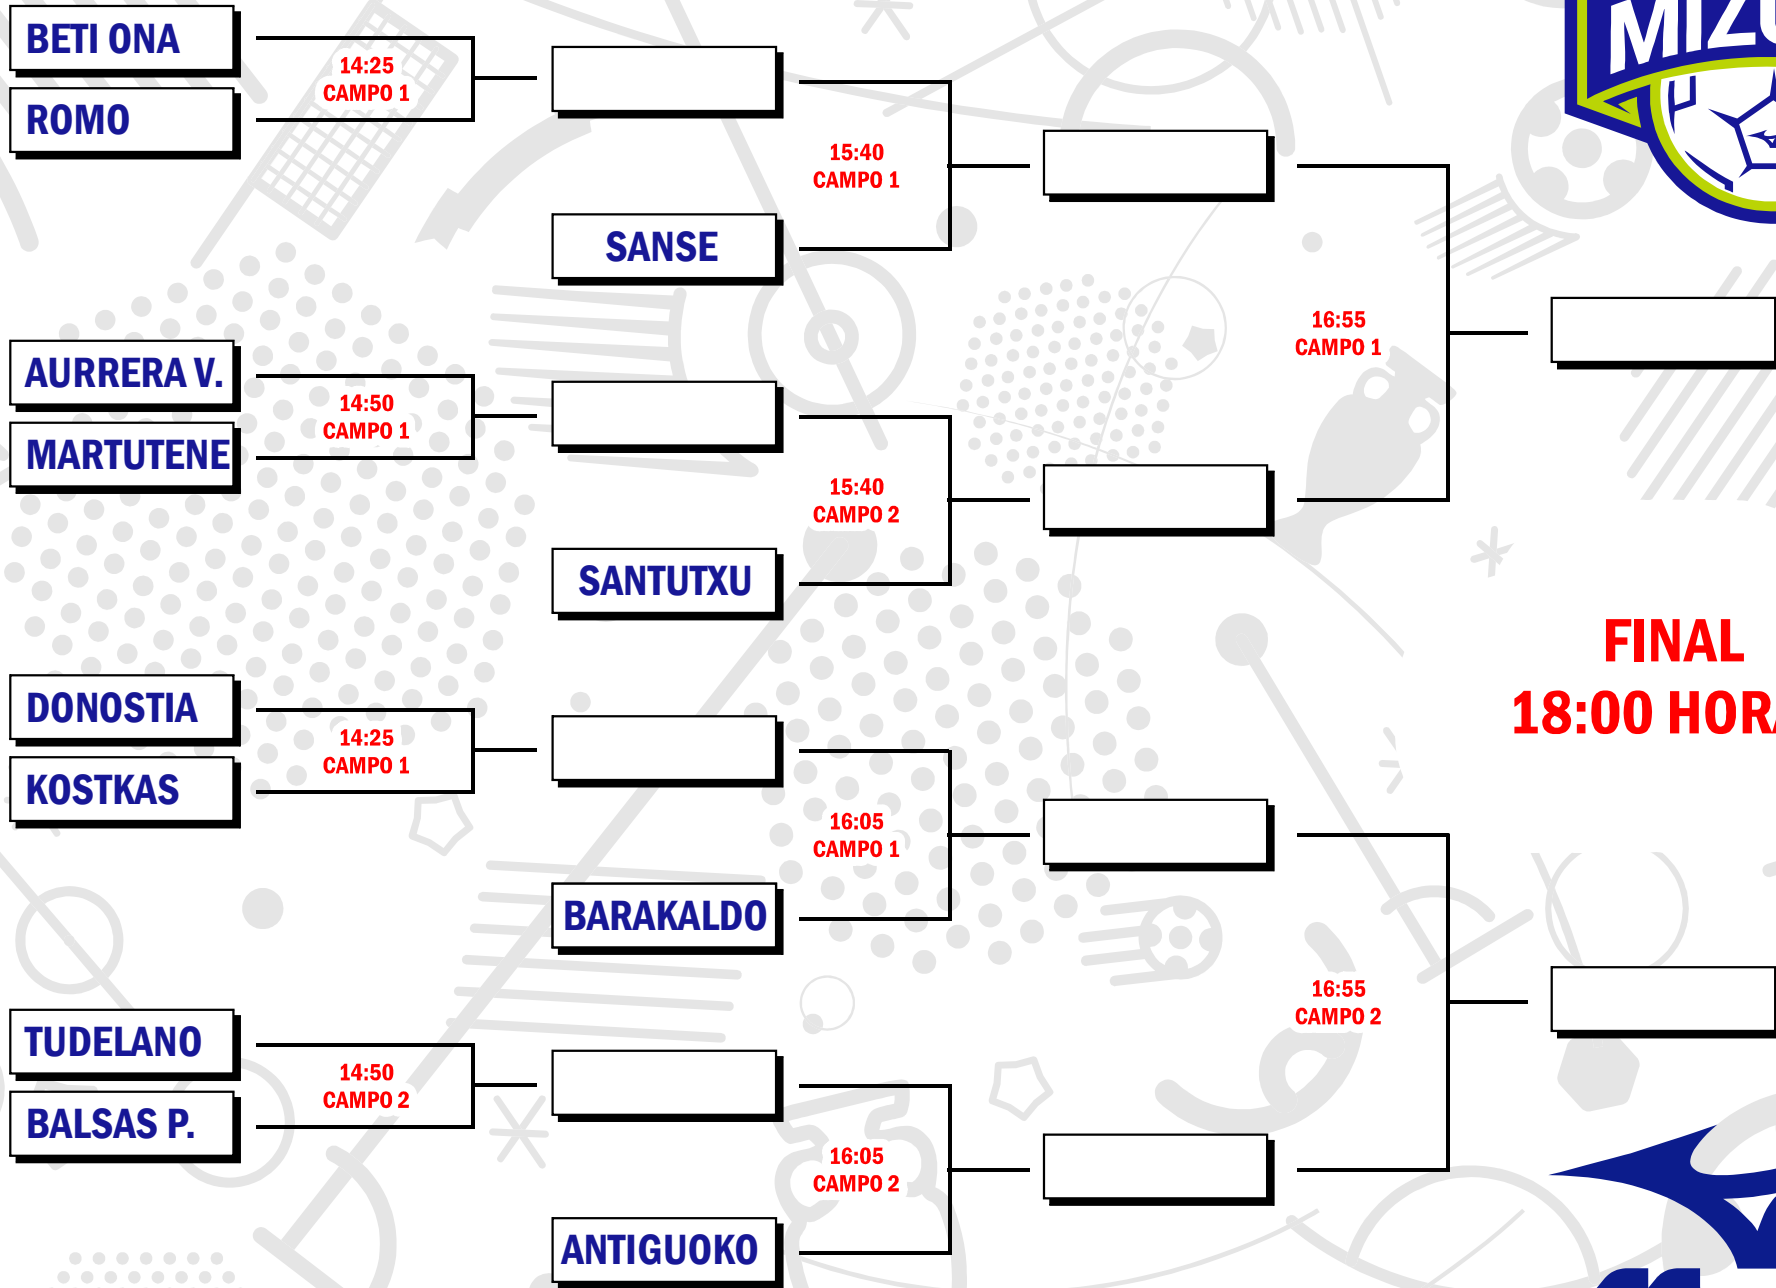 BETI ONA
14:25
CAMPO 1
ROMO
15:40
CAMPO 1
SANSE
AURRERA V.
14:50
CAMPO 1
MARTUTENE
16:55
CAMPO 1
15:40
CAMPO 2
SANTUTXU
FINAL
18:00
DONOSTIA
14:25
CAMPO 1
KOSTKAS
16:05
CAMPO 1
BARAKALDO
TUDELANO
14:50
CAMPO 2
BALSAS P.
16:55
CAMPO 2
16:05
CAMPO 2
ANTIGUOKO